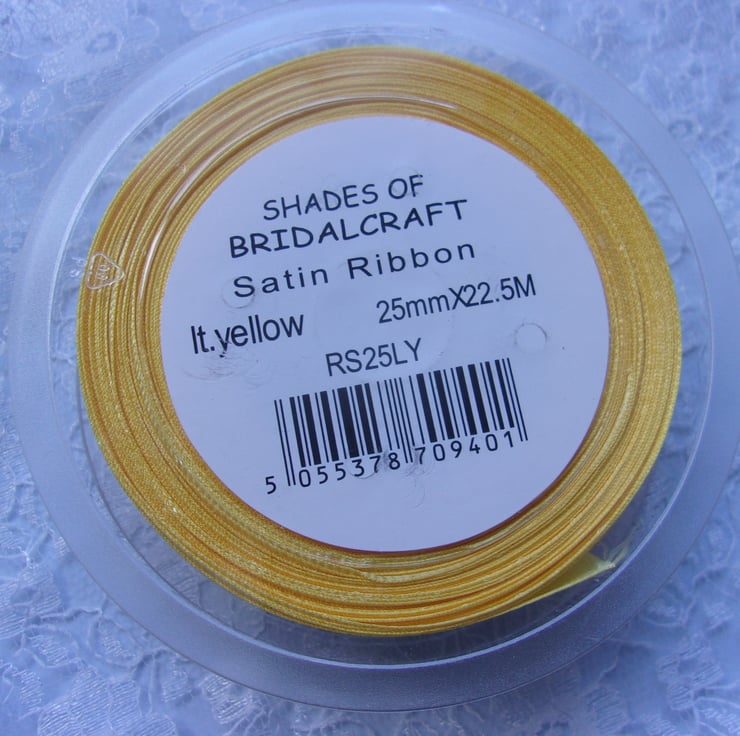 SHADES OF
BRIDALCRAFT
Satin Ribbon
lt.yellow 25mmX22.5M
RS25LY
5 055378 709401